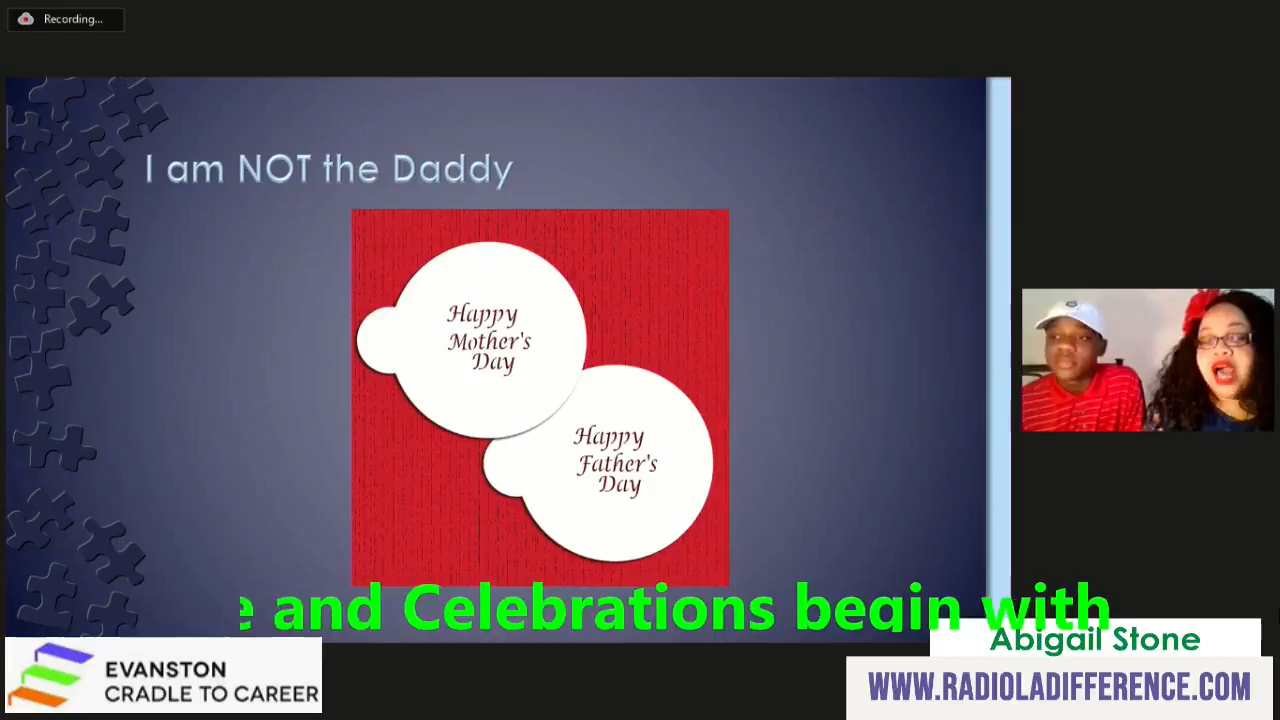 Recording...
I am NOT the Daddy
Happy
Mother's
Day
Happy
Father's
Day
e and Celebrations begin with
Abigail Stone
EVANSTON
CRADLE TO CAREER
WWW.RADIOLADIFFERENCE.COM